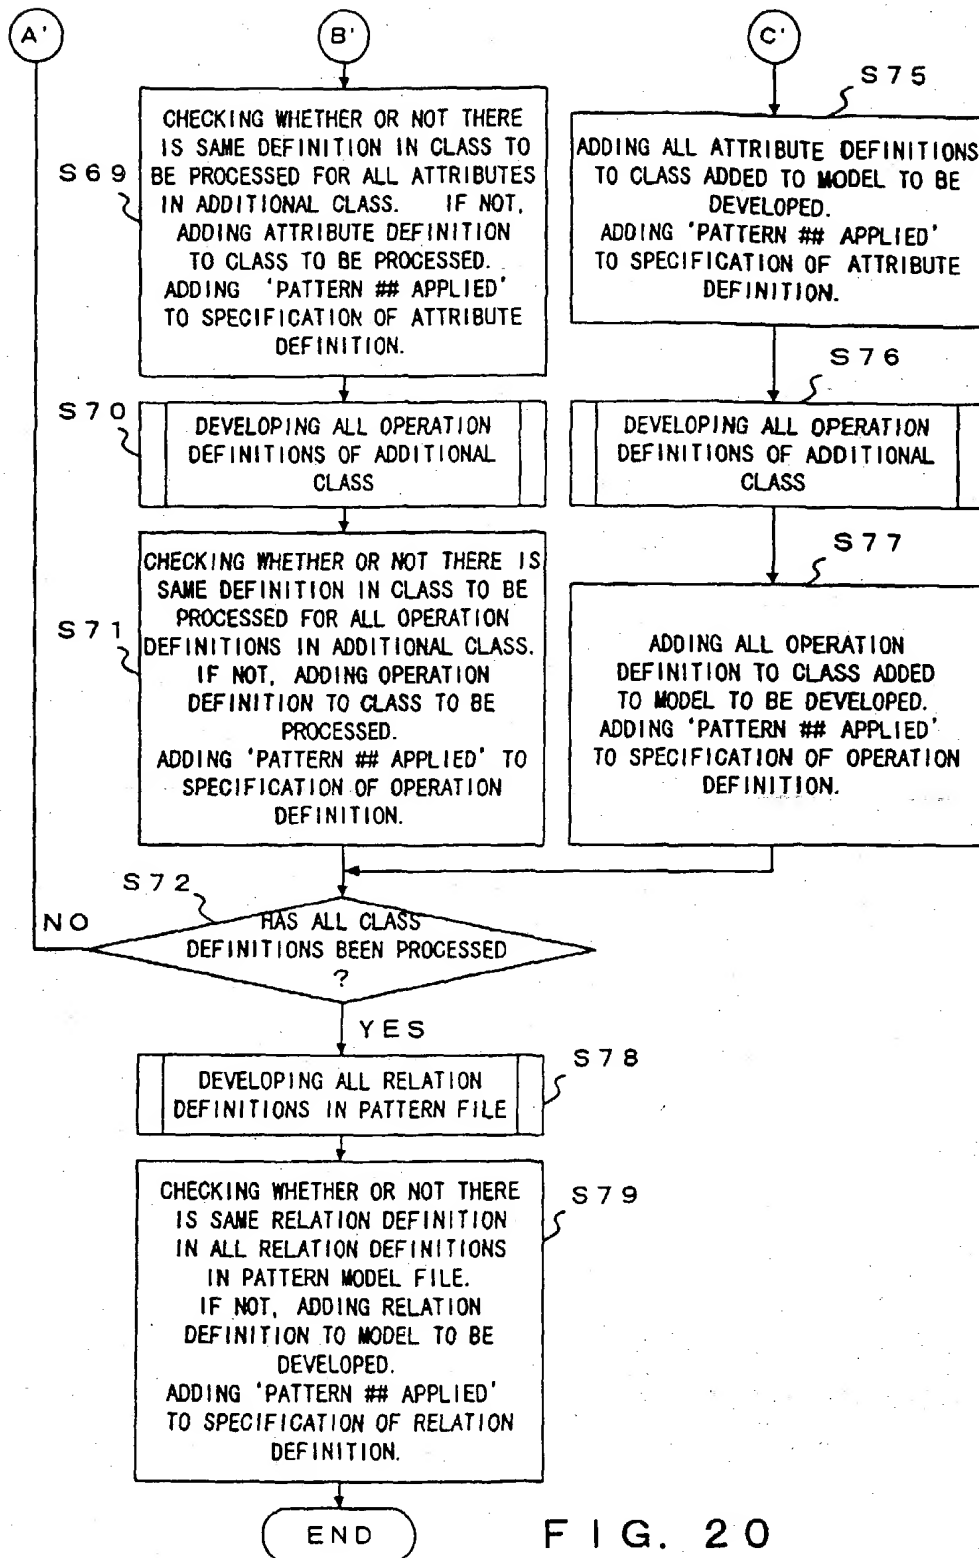 A'
B'
C'
S69
CHECKING WHETHER OR NOT THERE
IS SAME DEFINITION IN CLASS TO
BE PROCESSED FOR ALL ATTRIBUTES
IN ADDITIONAL CLASS. IF NOT,
ADDING ATTRIBUTE DEFINITION
TO CLASS TO BE PROCESSED.
ADDING 'PATTERN ## APPLIED'
TO SPECIFICATION OF ATTRIBUTE
DEFINITION.
S70
DEVELOPING ALL OPERATION
DEFINITIONS OF ADDITIONAL
CLASS
S71
CHECKING WHETHER OR NOT THERE IS
SAME DEFINITION IN CLASS TO BE
PROCESSED FOR ALL OPERATION
DEFINITIONS IN ADDITIONAL CLASS.
IF NOT, ADDING OPERATION
DEFINITION TO CLASS TO BE
PROCESSED.
ADDING 'PATTERN ## APPLIED' TO
SPECIFICATION OF OPERATION
DEFINITION.
S75
ADDING ALL ATTRIBUTE DEFINITIONS
TO CLASS ADDED TO MODEL TO BE
DEVELOPED.
ADDING 'PATTERN ## APPLIED'
TO SPECIFICATION OF ATTRIBUTE
DEFINITION.
S76
DEVELOPING ALL OPERATION
DEFINITIONS OF ADDITIONAL
CLASS
S77
ADDING ALL OPERATION
DEFINITION TO CLASS ADDED
TO MODEL TO BE DEVELOPED.
ADDING 'PATTERN ## APPLIED'
TO SPECIFICATION OF OPERATION
DEFINITION.
S72
NO
HAS ALL CLASS
DEFINITIONS BEEN PROCESSED
?
YES
S78
DEVELOPING ALL RELATION
DEFINITIONS IN PATTERN FILE
S79
CHECKING WHETHER OR NOT THERE
IS SAME RELATION DEFINITION
IN ALL RELATION DEFINITIONS
IN PATTERN MODEL FILE.
IF NOT, ADDING RELATION
DEFINITION TO MODEL TO BE
DEVELOPED.
ADDING 'PATTERN ## APPLIED'
TO SPECIFICATION OF RELATION
DEFINITION.
END
FIG. 20